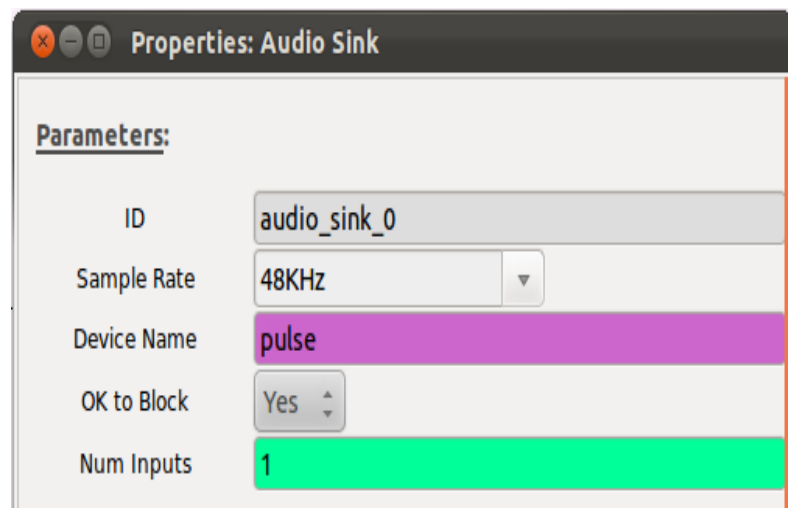 Properties: Audio Sink
Parameters:
ID audio_sink_0
Sample Rate 48KHz
Device Name pulse
OK to Block Yes
Num Inputs 1